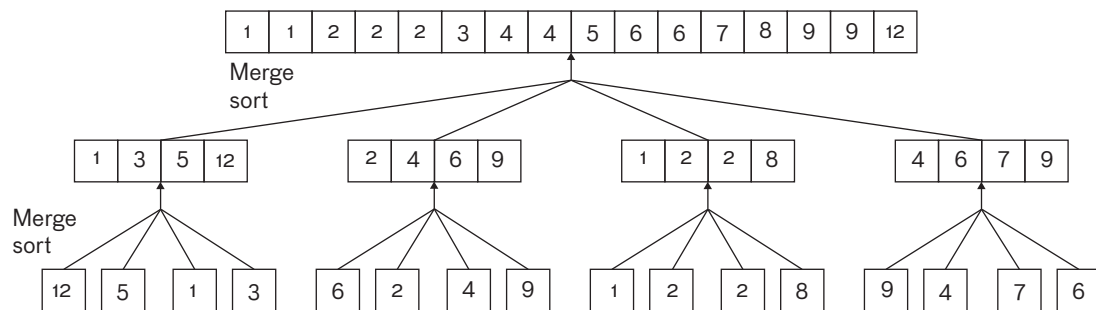 1 1 2 2 2 3 4 4 5 6 6 7 8 9 9 12
Merge
sort
1 3 5 12 2 4 6 9 1 2 2 8 4 6 7 9
Merge
sort
12 5 1 3 6 2 4 9 1 2 2 8 9 4 7 6